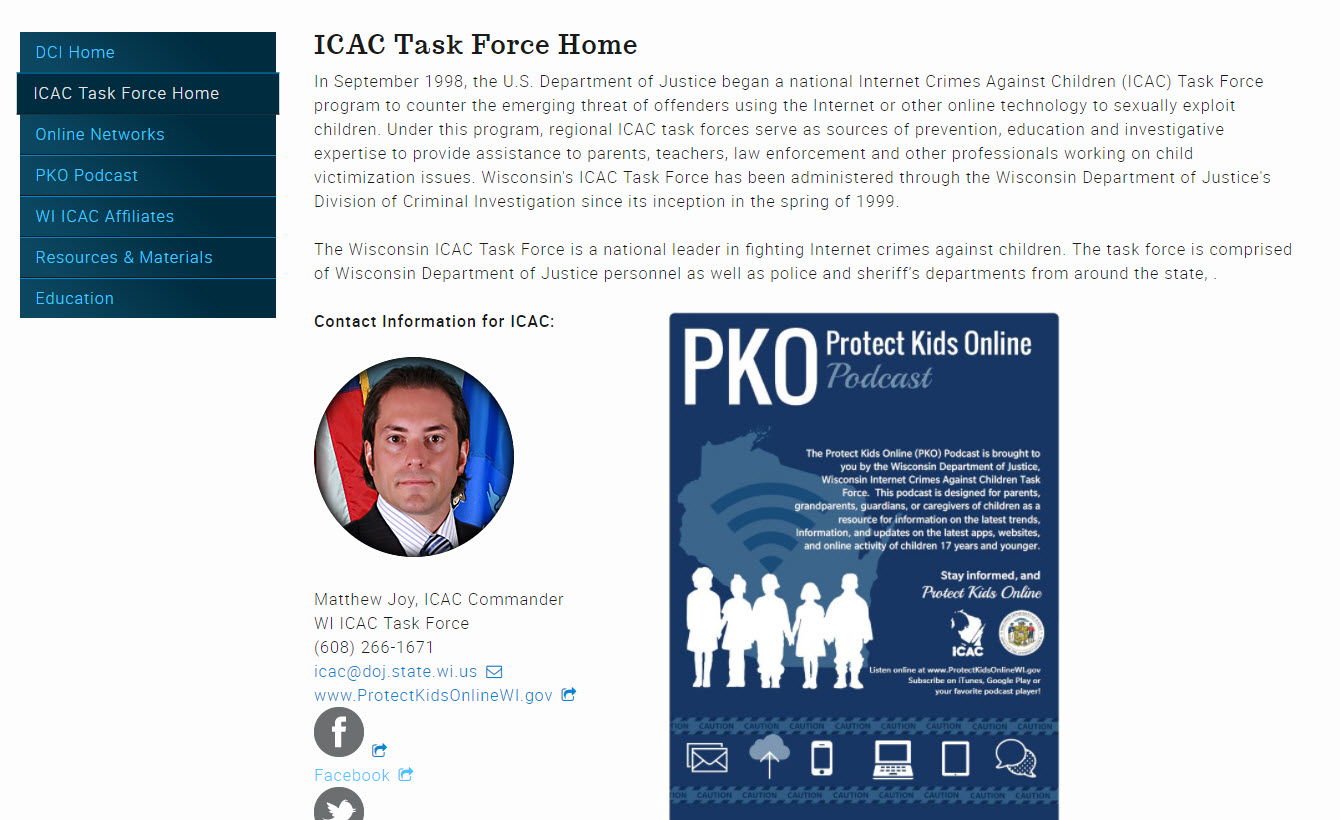 DCI Home
ICAC Task Force Home
Online Networks
PKO Podcast
WI ICAC Affiliates
Resources & Materials
Education
ICAC Task Force Home
In September 1998, the U.S. Department of Justice began a national Internet Crimes Against Children (ICAC) Task Force
program to counter the emerging threat of offenders using the Internet or other online technology to sexually exploit
children. Under this program, regional ICAC task forces serve as sources of prevention, education and investigative
expertise to provide assistance to parents, teachers, law enforcement and other professionals working on child
victimization issues. Wisconsin's ICAC Task Force has been administered through the Wisconsin Department of Justice's
Division of Criminal Investigation since its inception in the spring of 1999.
The Wisconsin ICAC Task Force is a national leader in fighting Internet crimes against children. The task force is comprised
of Wisconsin Department of Justice personnel as well as police and sheriff's departments from around the state, .
Contact Information for ICAC:
Matthew Joy, ICAC Commander
WI ICAC Task Force
(608) 266-1671
icac@doj.state.wi.us
www.ProtectKidsOnlineWI.gov
Facebook
PKO Protect Kids Online
Podcast
The Protect Kids Online (PKO) Podcast is brought to
you by the Wisconsin Department of Justice,
Wisconsin Internet Crimes Against Children Task
Force. This podcast is designed for parents,
grandparents, guardians, or caregivers of children as a
resource for information on the latest trends,
information, and updates on the latest apps, websites,
and online activity of children 17 years and younger.
Stay informed, and
Protect Kids Online
ICAC
Listen online at www.ProtectKidsOnlineWI.gov
Subscribe on iTunes, Google Play or
your favorite podcast player!
CAUTION CAUTION CAUTION CAUTION CAUTION CAUTION CAUTION CAUTION
CAUTION CAUTION CAUTION CAUTION CAUTION CAUTION CAUTION CAUTION